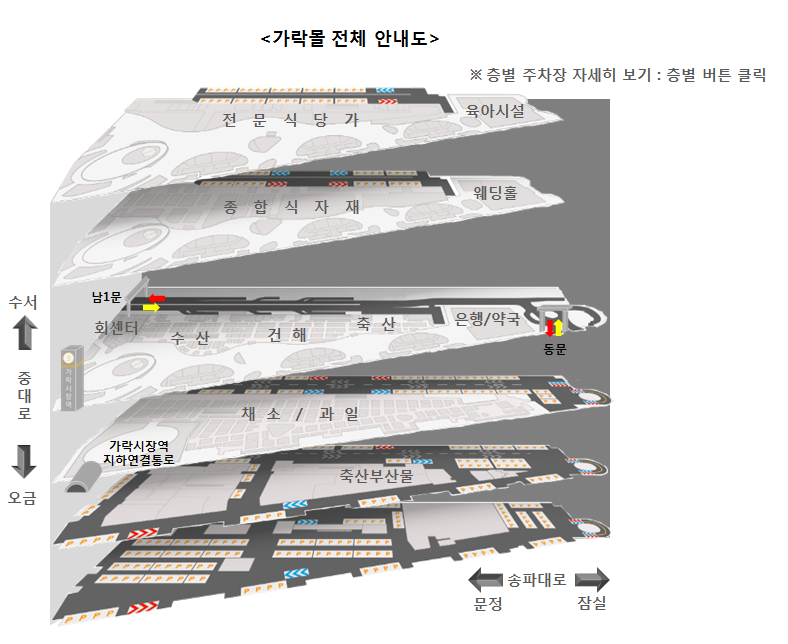 <가락몰 전체 안내도>
※ 층별 주차장 자세히 보기 : 층별 버튼 클릭
전 문 식 당 가
육아시설
종 합 식 자 재
웨딩홀
남1문
회센터
수 산
건 해
축 산
은행/약국
동문
수서
중대로
오금
가락시장역
채 소 / 과 일
가락시장역
지하연결통로
축산부산물
송파대로
문정
잠실